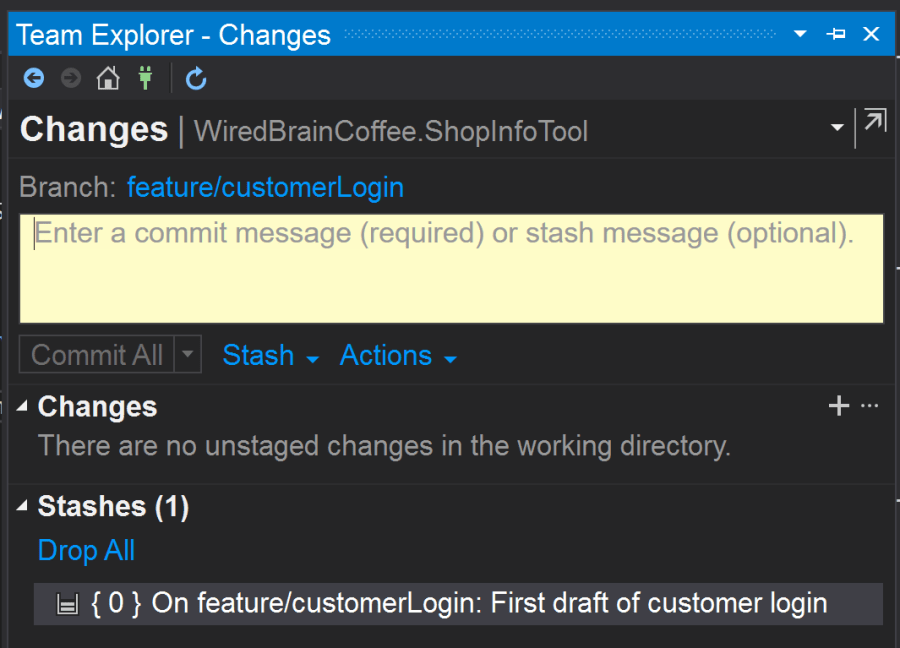 Team Explorer - Changes
Changes | WiredBrainCoffee.ShopInfoTool
Branch: feature/customerLogin
Enter a commit message (required) or stash message (optional).
Commit All Stash Actions
Changes
There are no unstaged changes in the working directory.
Stashes (1)
Drop All
{ 0 } On feature/customerLogin: First draft of customer login